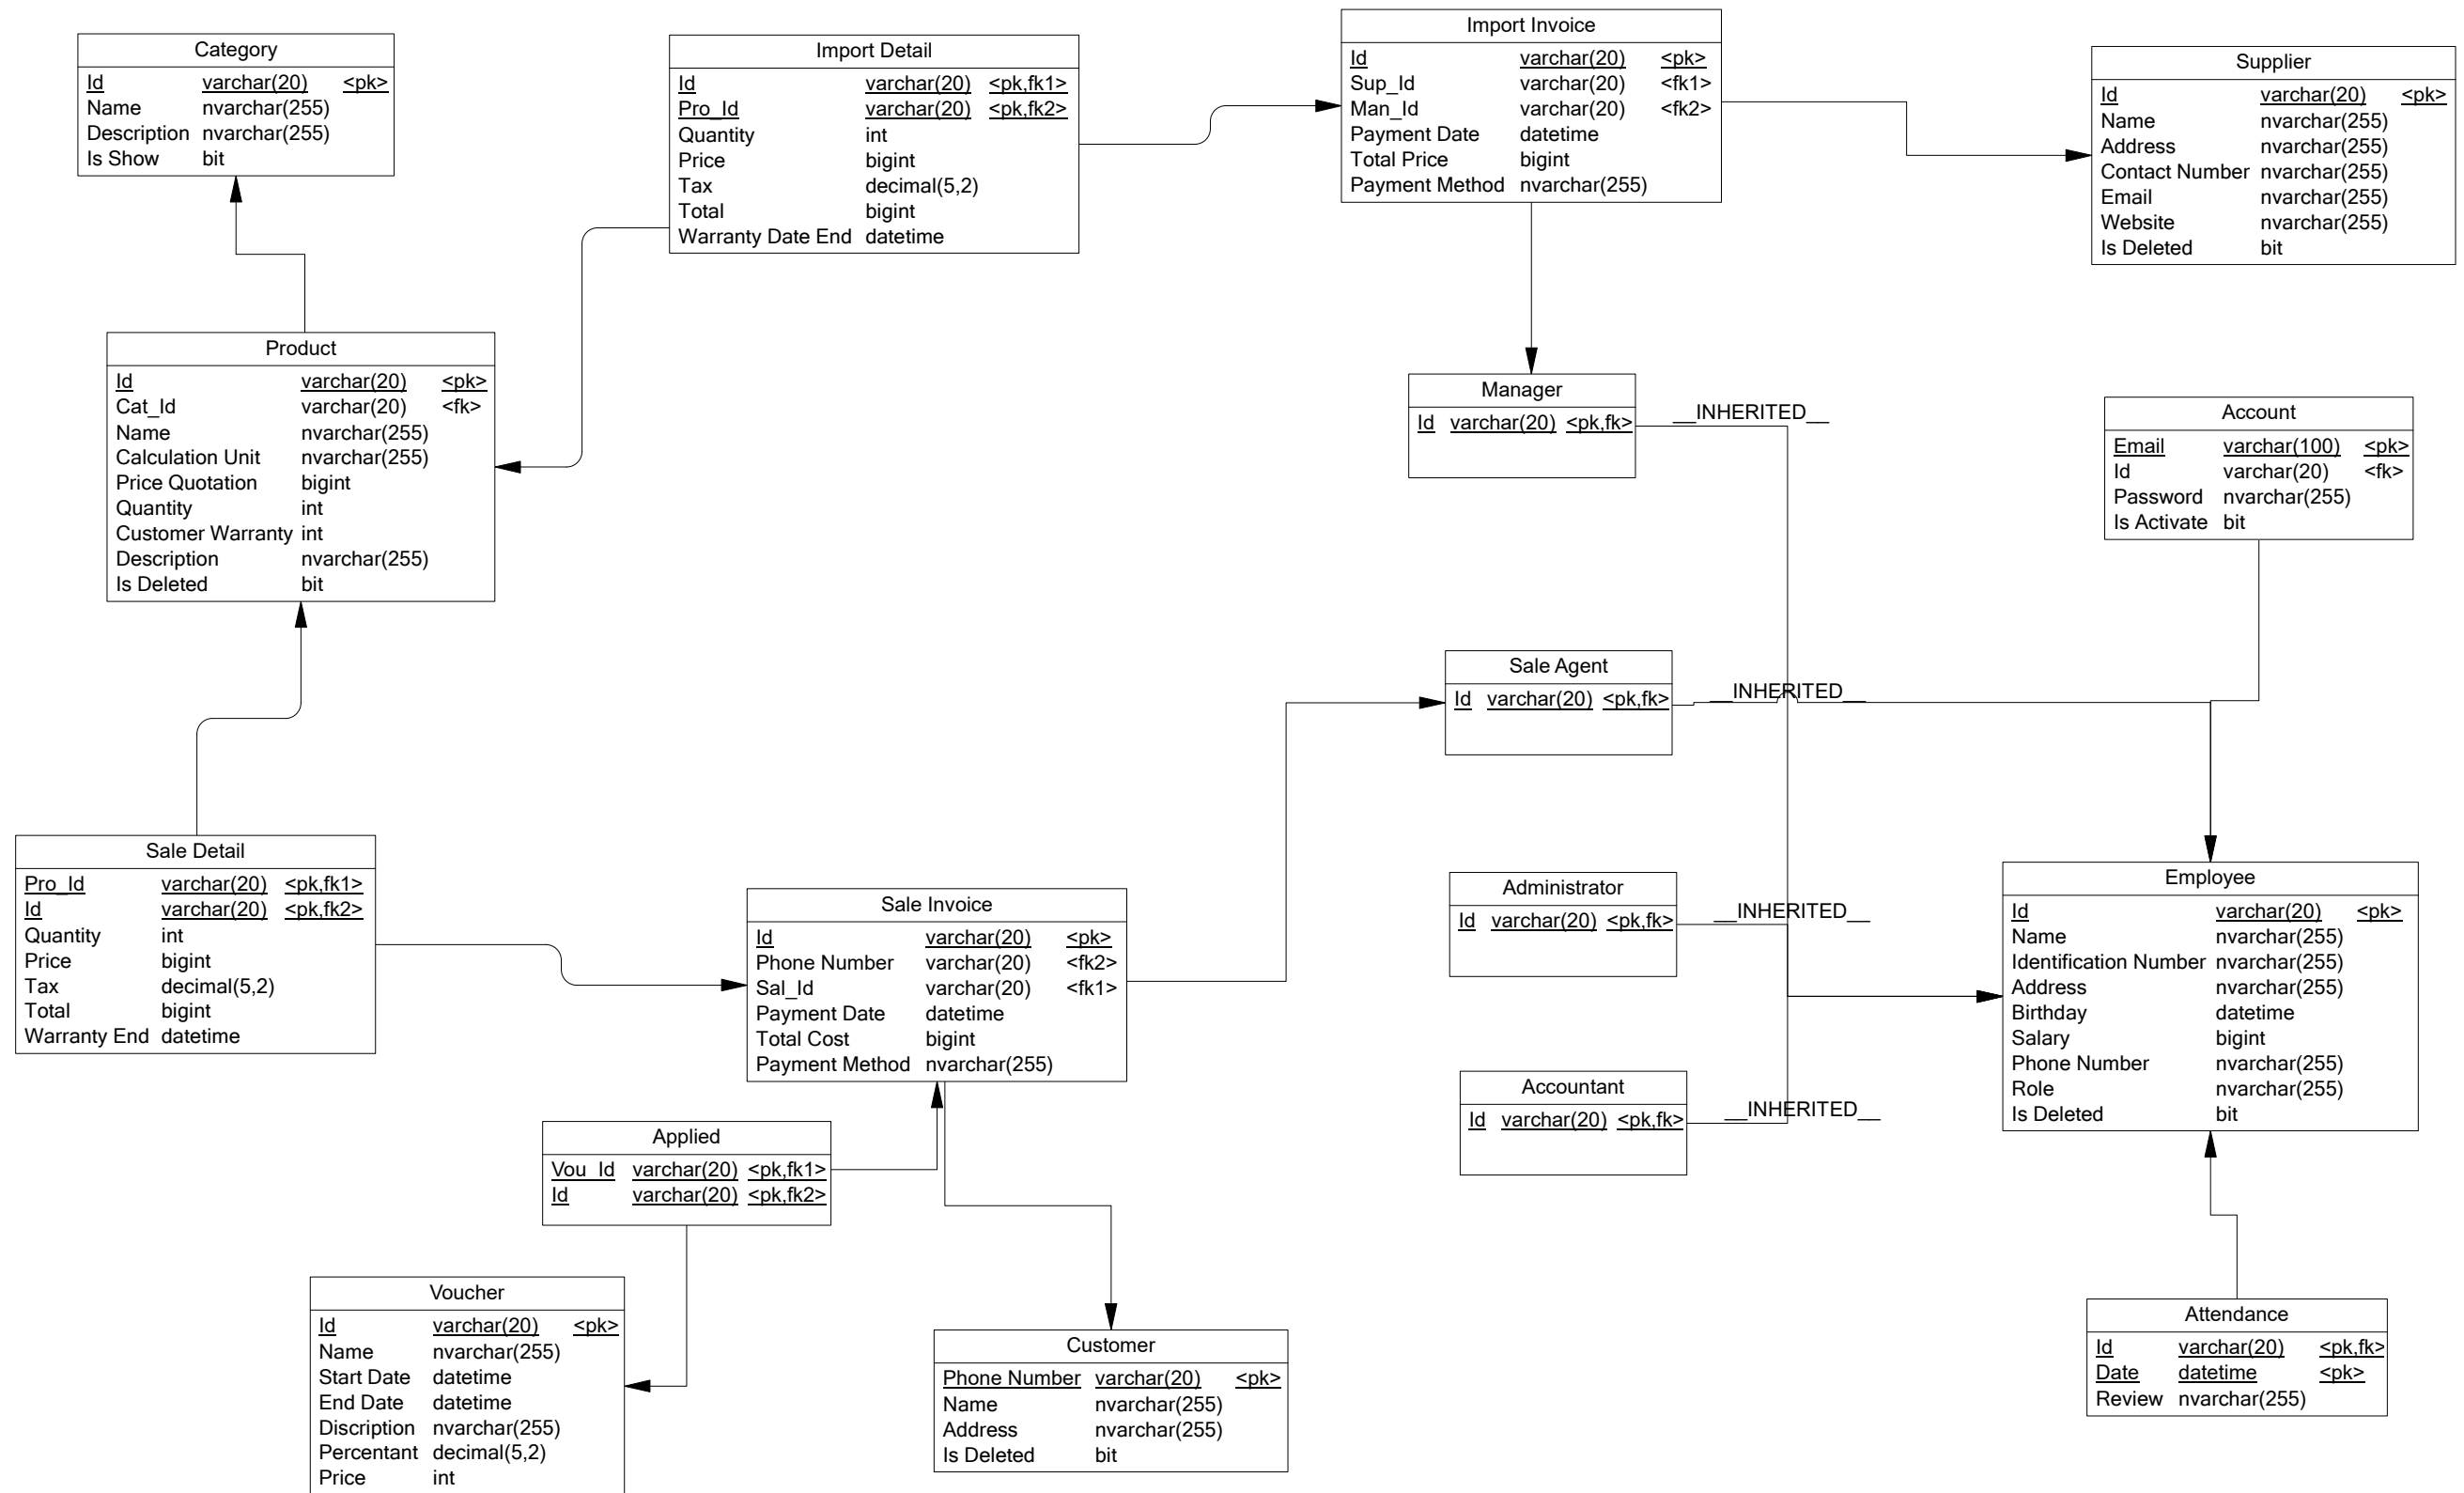 Category
Id varchar(20) <pk>
Name nvarchar(255)
Description nvarchar(255)
Is Show bit
Import Detail
Id varchar(20) <pk,fk1>
Pro_Id varchar(20) <pk,fk2>
Quantity int
Price bigint
Tax decimal(5,2)
Total bigint
Warranty Date End datetime
Import Invoice
Id varchar(20) <pk>
Sup_Id varchar(20) <fk1>
Man_Id varchar(20) <fk2>
Payment Date datetime
Total Price bigint
Payment Method nvarchar(255)
Supplier
Id varchar(20) <pk>
Name nvarchar(255)
Address nvarchar(255)
Contact Number nvarchar(255)
Email nvarchar(255)
Website nvarchar(255)
Is Deleted bit
Product
Id varchar(20) <pk>
Cat_Id varchar(20) <fk>
Name nvarchar(255)
Calculation Unit nvarchar(255)
Price Quotation bigint
Quantity int
Customer Warranty int
Description nvarchar(255)
Is Deleted bit
Manager
Id varchar(20) <pk,fk>
__INHERITED__
Account
Email varchar(100) <pk>
Id varchar(20) <fk>
Password nvarchar(255)
Is Activate bit
Sale Agent
Id varchar(20) <pk,fk>
__INHERITED__
Sale Detail
Pro_Id varchar(20) <pk,fk1>
Id varchar(20) <pk,fk2>
Quantity int
Price bigint
Tax decimal(5,2)
Total bigint
Warranty End datetime
Sale Invoice
Id varchar(20) <pk>
Phone Number varchar(20) <fk2>
Sal_Id varchar(20) <fk1>
Payment Date datetime
Total Cost bigint
Payment Method nvarchar(255)
Administrator
Id varchar(20) <pk,fk>
__INHERITED__
Employee
Id varchar(20) <pk>
Name nvarchar(255)
Identification Number nvarchar(255)
Address nvarchar(255)
Birthday datetime
Salary bigint
Phone Number nvarchar(255)
Role nvarchar(255)
Is Deleted bit
Accountant
Id varchar(20) <pk,fk>
__INHERITED__
Applied
Vou_Id varchar(20) <pk,fk1>
Id varchar(20) <pk,fk2>
Voucher
Id varchar(20) <pk>
Name nvarchar(255)
Start Date datetime
End Date datetime
Discription nvarchar(255)
Percentant decimal(5,2)
Price int
Customer
Phone Number varchar(20) <pk>
Name nvarchar(255)
Address nvarchar(255)
Is Deleted bit
Attendance
Id varchar(20) <pk,fk>
Date datetime <pk>
Review nvarchar(255)